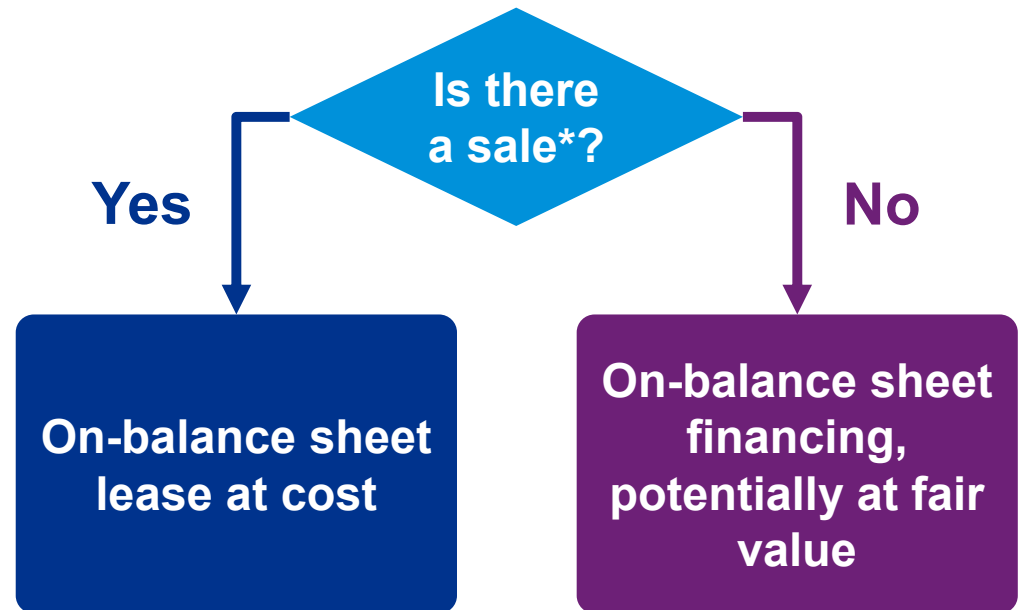 Is there
a sale*?
Yes
No
On-balance sheet
lease at cost
On-balance sheet
financing,
potentially at fair
value